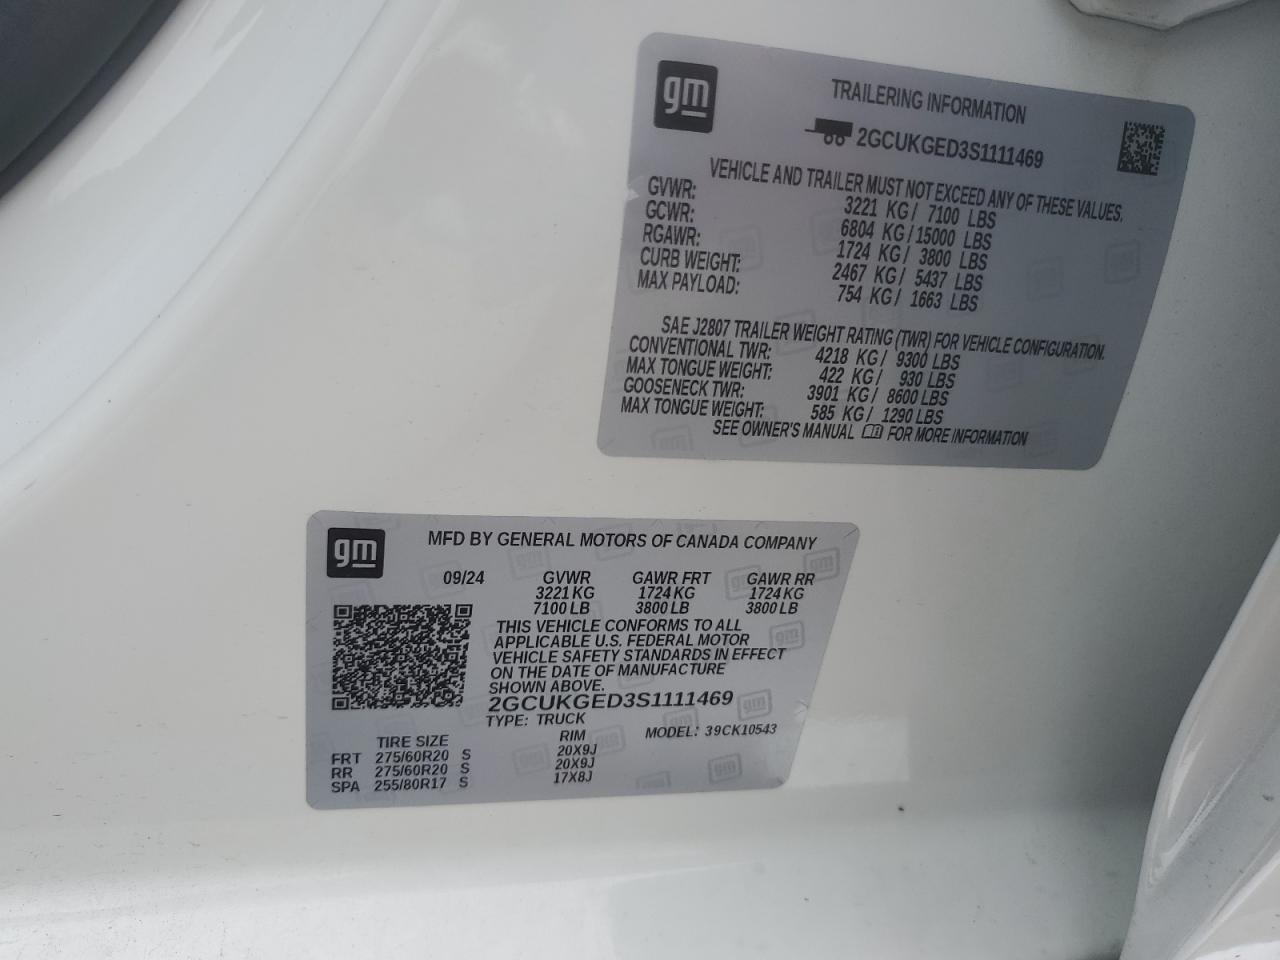 gm
TRAILERING INFORMATION
2GCUKGED3S1111469
VEHICLE AND TRAILER MUST NOT EXCEED ANY OF THESE VALUES.
GVWR: 3221 KG/ 7100 LBS
GCWR: 6804 KG/ 15000 LBS
RGAWR: 1724 KG/ 3800 LBS
CURB WEIGHT: 2467 KG/ 5437 LBS
MAX PAYLOAD: 754 KG/ 1663 LBS
SAE J2807 TRAILER WEIGHT RATING (TWR) FOR VEHICLE CONFIGURATION.
CONVENTIONAL TWR: 4218 KG/ 9300 LBS
MAX TONGUE WEIGHT: 422 KG/ 930 LBS
GOOSENECK TWR: 3901 KG/ 8600 LBS
MAX TONGUE WEIGHT: 585 KG/ 1290 LBS
SEE OWNER'S MANUAL FOR MORE INFORMATION
gm
MFD BY GENERAL MOTORS OF CANADA COMPANY
09/24 GVWR GAWR FRT GAWR RR
3221 KG 1724 KG 1724 KG
7100 LB 3800 LB 3800 LB
THIS VEHICLE CONFORMS TO ALL
APPLICABLE U.S. FEDERAL MOTOR
VEHICLE SAFETY STANDARDS IN EFFECT
ON THE DATE OF MANUFACTURE
SHOWN ABOVE.
2GCUKGED3S1111469
TYPE: TRUCK
MODEL: 39CK10543
TIRE SIZE RIM
FRT 275/60R20 S 20X9J
RR 275/60R20 S 20X9J
SPA 255/80R17 S 17X8J